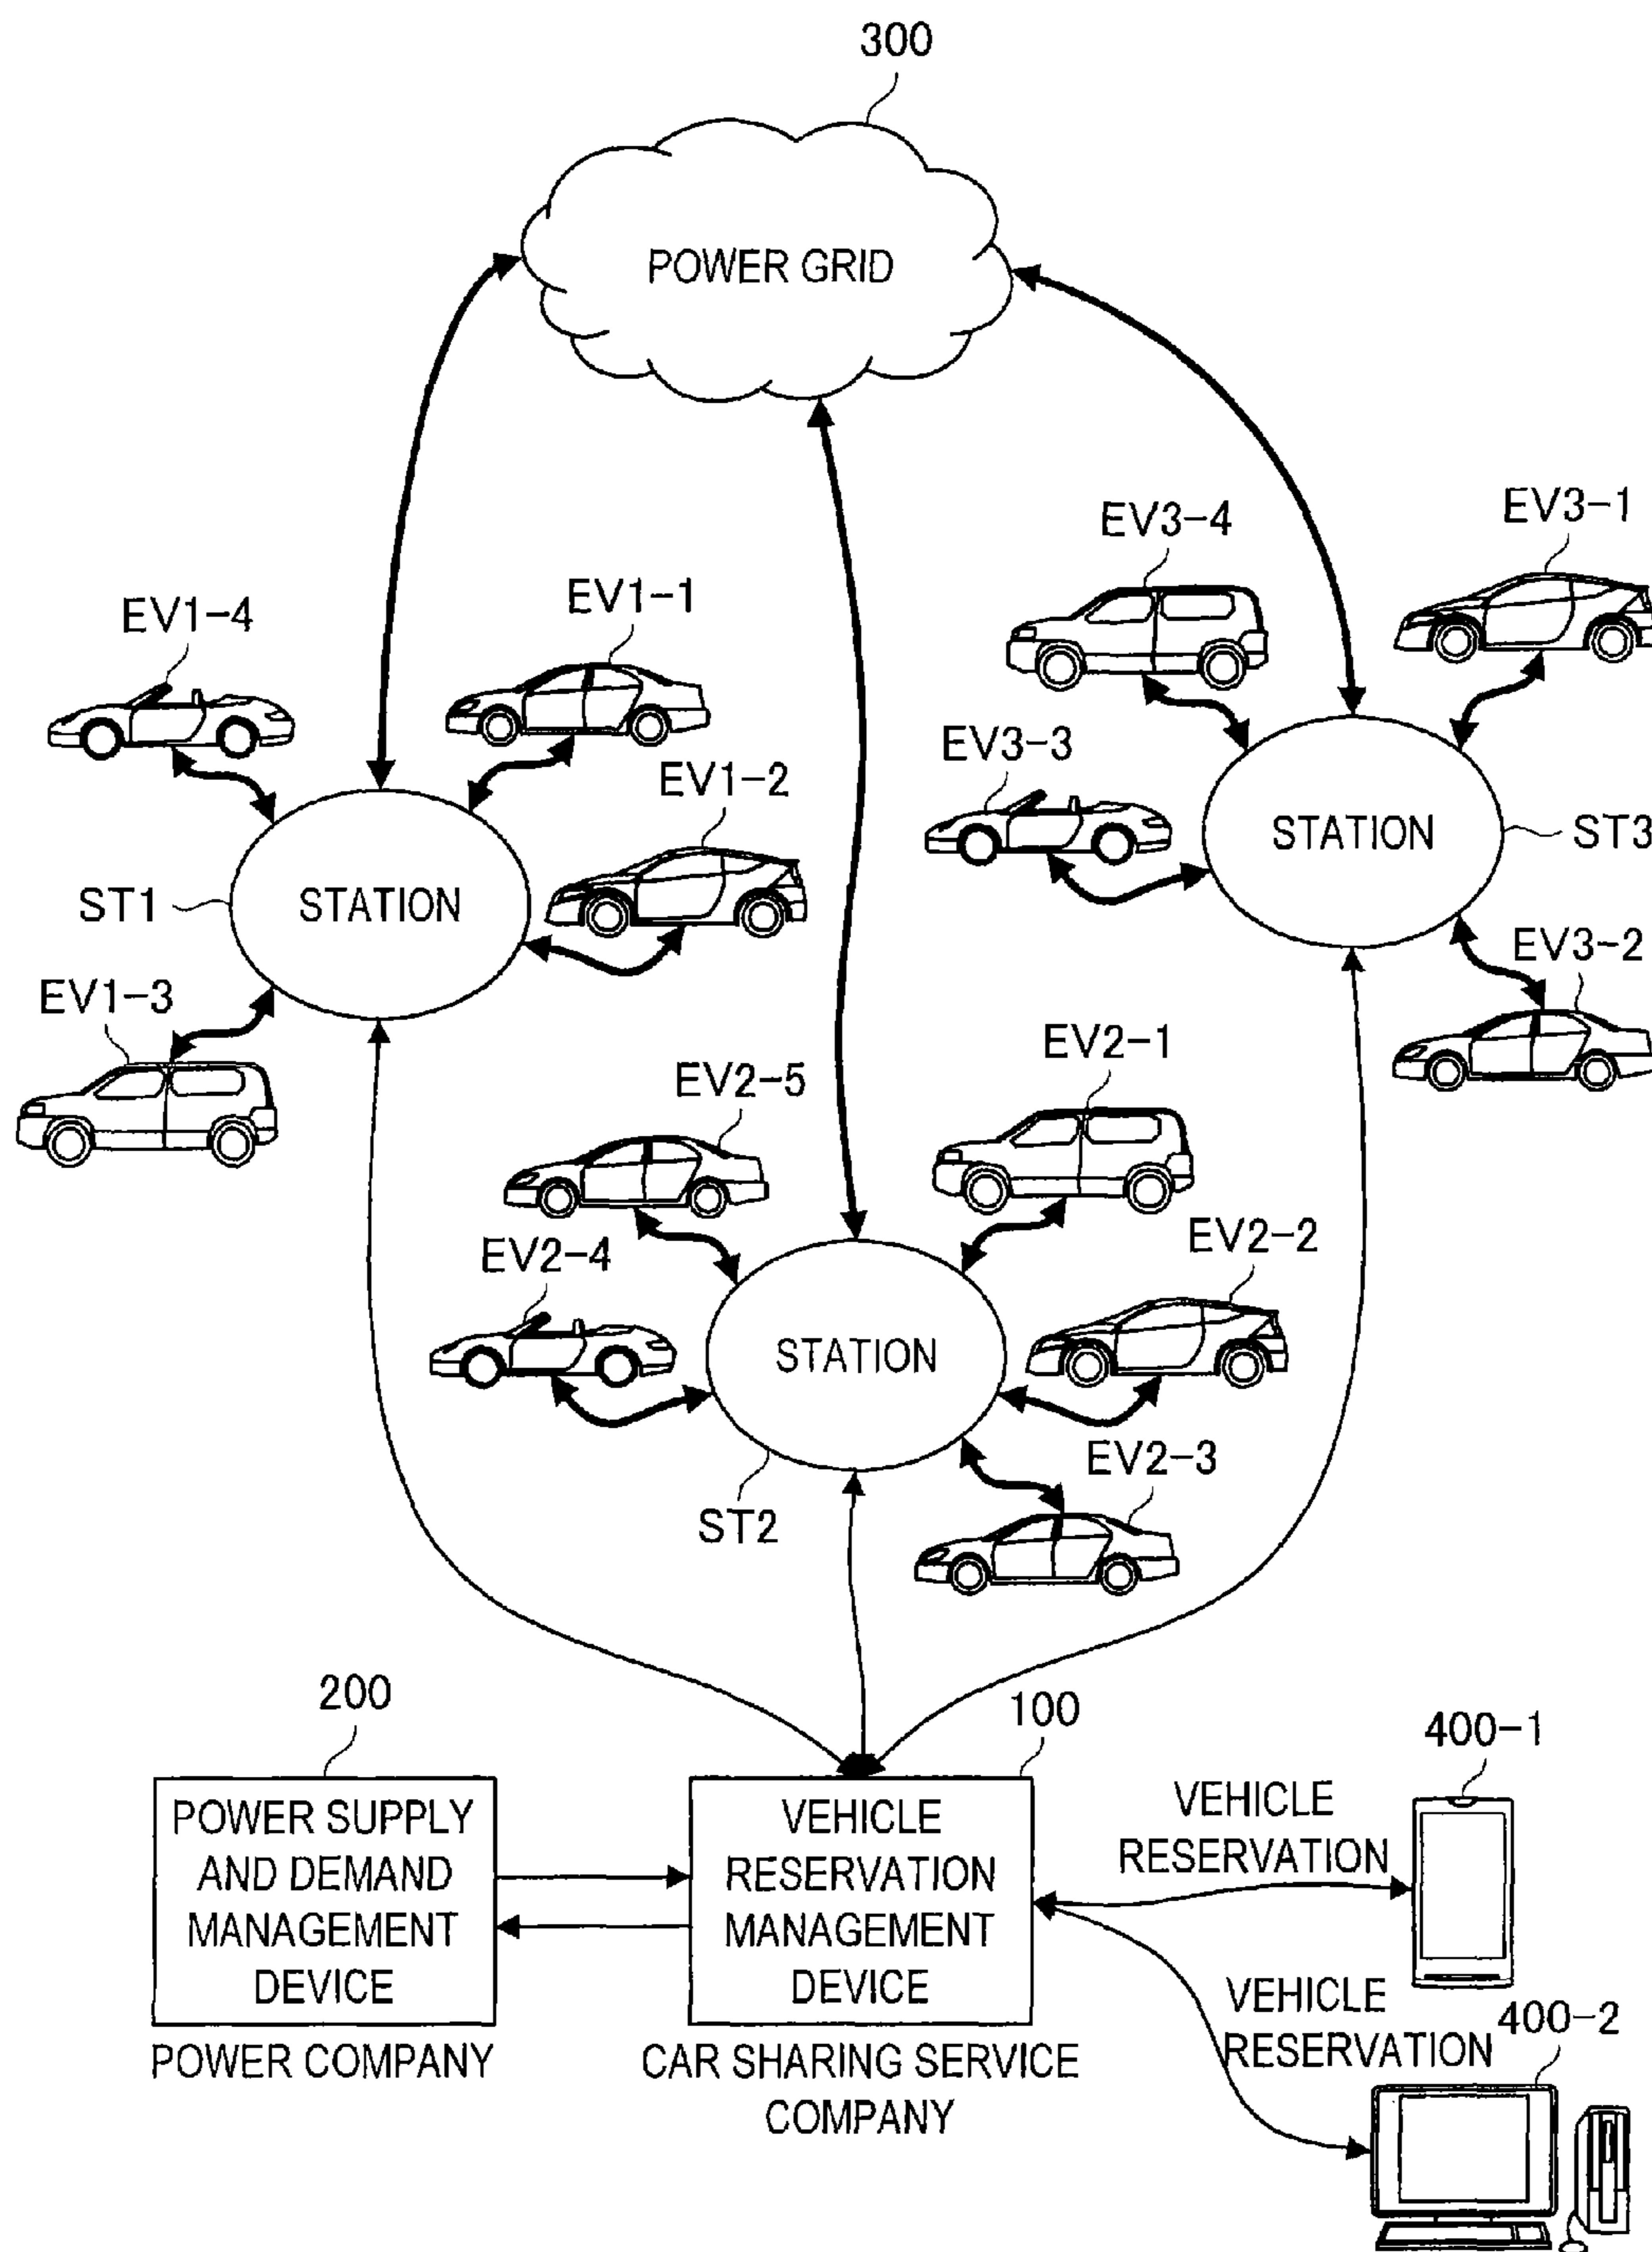 300
POWER GRID
EV3-4
EV3-1
EV1-4
EV1-1
EV3-3
EV1-2
STATION
ST3
ST1
STATION
EV3-2
EV1-3
EV2-1
EV2-5
EV2-2
EV2-4
STATION
EV2-3
ST2
200
100
400-1
POWER SUPPLY
AND DEMAND
MANAGEMENT
DEVICE
VEHICLE
RESERVATION
MANAGEMENT
DEVICE
VEHICLE
RESERVATION
VEHICLE
RESERVATION
400-2
POWER COMPANY
CAR SHARING SERVICE
COMPANY